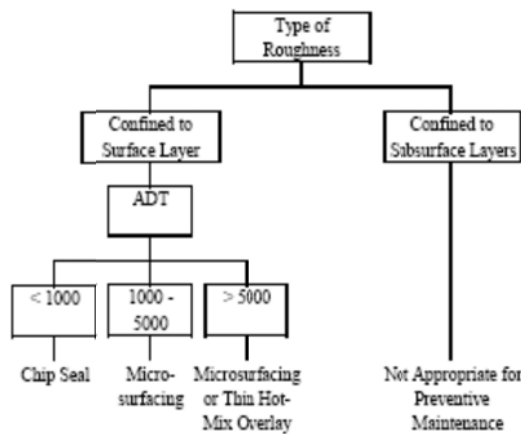 Type of
Roughness
Confined to
Surface Layer
Confined to
Subsurface Layers
ADT
< 1000
1000 -
5000
> 5000
Chip Seal
Micro-
surfacing
Microsurfacing
or Thin Hot-
Mix Overlay
Not Appropriate for
Preventive
Maintenance